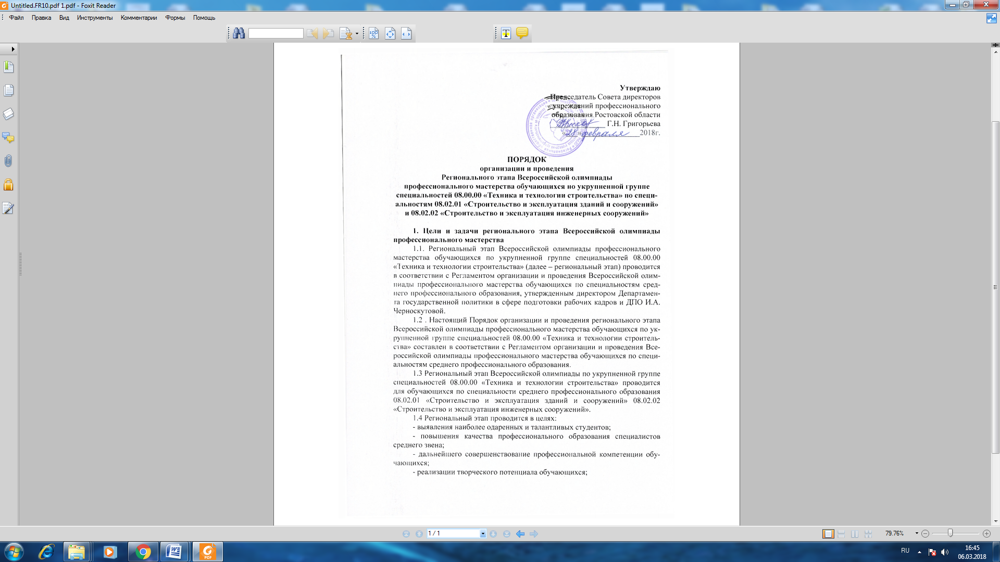 Untitled.FR10.pdf 1.pdf - Foxit Reader
Файл Правка Вид Инструменты Комментарии Формы Помощь
Утверждаю
Председатель Совета директоров
учреждений профессионального
образования Ростовской области
Г.Н. Григорьева
«28» февраля 2018г.
ПОРЯДОК
организации и проведения
Регионального этапа Всероссийской олимпиады
профессионального мастерства обучающихся но укрупненной группе
специальностей 08.00.00 «Техника и технологии строительства» по специ-
альностям 08.02.01 «Строительство и эксплуатация зданий и сооружений»
и 08.02.02 «Строительство и эксплуатация инженерных сооружений»
1. Цели и задачи регионального этапа Всероссийской олимпиады
профессионального мастерства
1.1. Региональный этап Всероссийской олимпиады профессионального
мастерства обучающихся по укрупненной группе специальностей 08.00.00
«Техника и технологии строительства» (далее – региональный этап) проводится
в соответствии с Регламентом организации и проведения Всероссийской олим-
пиады профессионального мастерства обучающихся по специальностям сред-
него профессионального образования, утвержденным директором Департамен-
та государственной политики в сфере подготовки рабочих кадров и ДПО И.А.
Черноскутовой.
1.2 . Настоящий Порядок организации и проведения регионального этапа
Всероссийской олимпиады профессионального мастерства обучающихся по ук-
рупненной группе специальностей 08.00.00 «Техника и технологии строитель-
ства» составлен в соответствии с Регламентом организации и проведения Все-
российской олимпиады профессионального мастерства обучающихся по специ-
альностям среднего профессионального образования.
1.3 Региональный этап Всероссийской олимпиады по укрупненной группе
специальностей 08.00.00 «Техника и технологии строительства» проводится
для обучающихся по специальности среднего профессионального образования
08.02.01 «Строительство и эксплуатация зданий и сооружений» 08.02.02
«Строительство и эксплуатация инженерных сооружений».
1.4 Региональный этап проводится в целях:
- выявления наиболее одаренных и талантливых студентов;
- повышения качества профессионального образования специалистов
среднего звена;
- дальнейшего совершенствование профессиональной компетенции обу-
чающихся;
- реализации творческого потенциала обучающихся;
1 / 1
79.76%
RU
16:45
06.03.2018